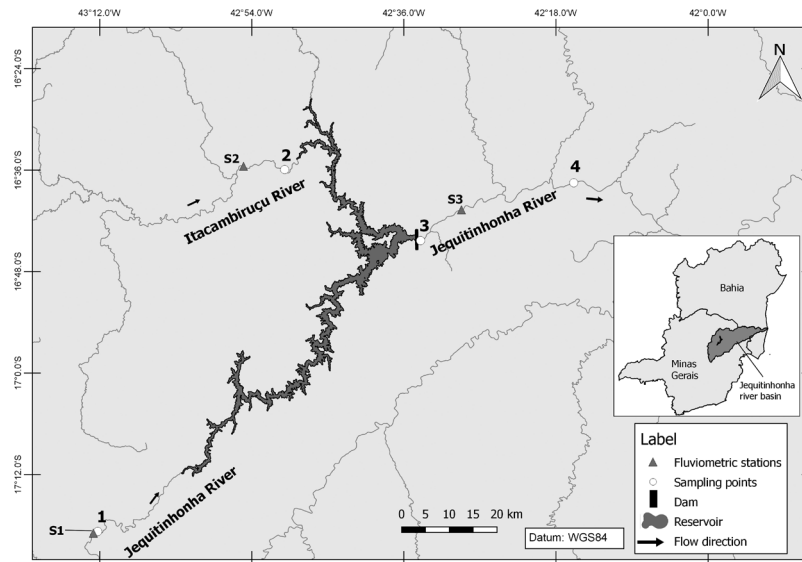 43°12.0'W 42°54.0'W 42°36.0'W 42°18.0'W 42°0.0'W
16°24.0'S
16°36.0'S
16°48.0'S
17°0.0'S
17°12.0'S
N
S2
2
4
S3
Itacambiruçu River
3
Jequitinhonha River
1
S1
Jequitinhonha River
Bahia
Minas
Gerais
Jequitinhonha
river basin
Label
Fluviometric stations
Sampling points
Dam
Reservoir
Flow direction
0 5 10 15 20 km
Datum: WGS84